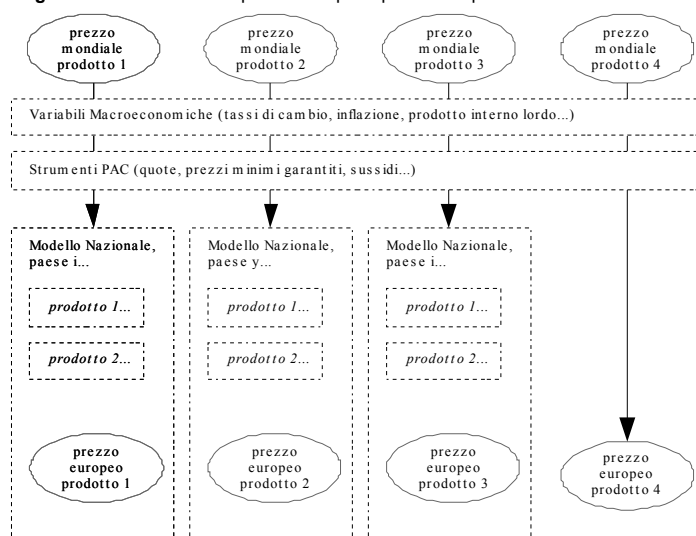 prezzo
mondiale
prodotto 1
prezzo
mondiale
prodotto 2
prezzo
mondiale
prodotto 3
prezzo
mondiale
prodotto 4
Variabili Macroeconomiche (tassi di cambio, inflazione, prodotto interno lordo...)
Strumenti PAC (quote, prezzi minimi garantiti, sussidi...)
Modello Nazionale,
paese i...
prodotto 1...
prodotto 2...
prezzo
europeo
prodotto 1
Modello Nazionale,
paese y...
prodotto 1...
prodotto 2...
prezzo
europeo
prodotto 2
Modello Nazionale,
paese i...
prodotto 1...
prodotto 2...
prezzo
europeo
prodotto 3
prezzo
europeo
prodotto 4